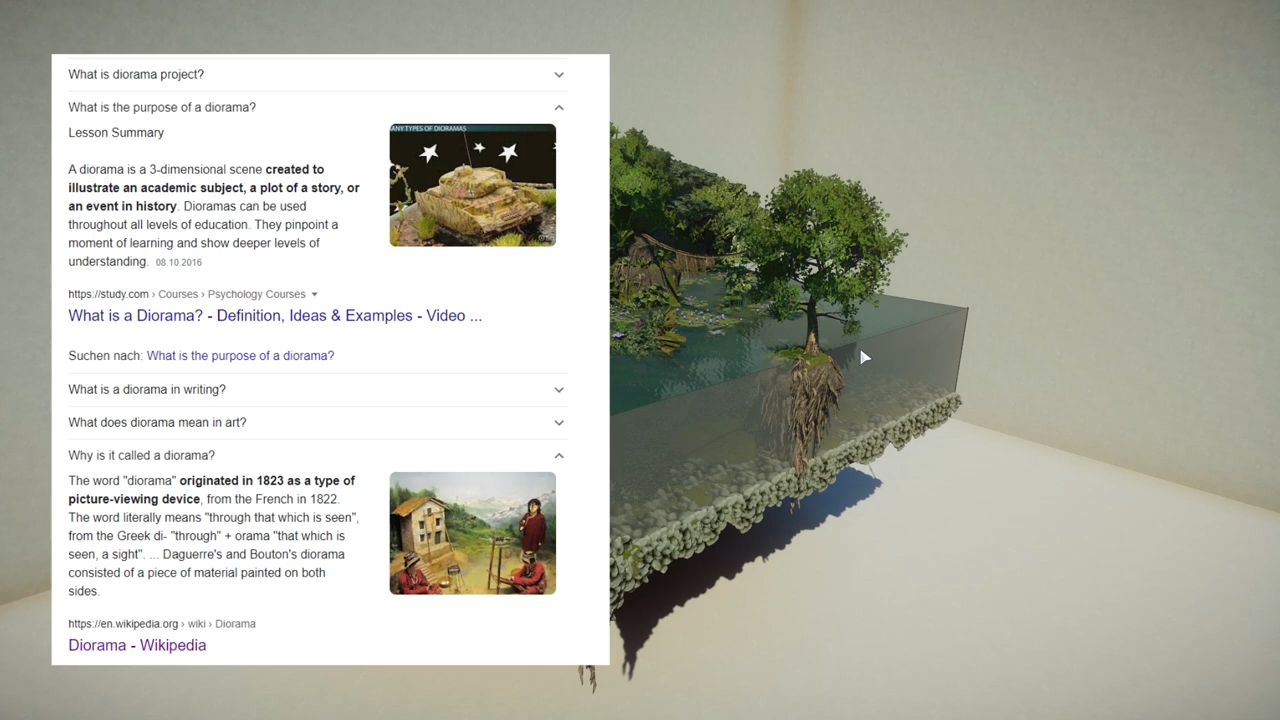 What is diorama project?
What is the purpose of a diorama?
Lesson Summary
ANY TYPES OF DIORAMAS
A diorama is a 3-dimensional scene created to
illustrate an academic subject, a plot of a story, or
an event in history. Dioramas can be used
throughout all levels of education. They pinpoint a
moment of learning and show deeper levels of
understanding. 08.10.2016
https://study.com › Courses › Psychology Courses
What is a Diorama? - Definition, Ideas & Examples - Video ...
Suchen nach: What is the purpose of a diorama?
What is a diorama in writing?
What does diorama mean in art?
Why is it called a diorama?
The word "diorama" originated in 1823 as a type of
picture-viewing device, from the French in 1822.
The word literally means "through that which is seen",
from the Greek di- "through" + orama "that which is
seen, a sight". ... Daguerre's and Bouton's diorama
consisted of a piece of material painted on both
sides.
https://en.wikipedia.org › wiki › Diorama
Diorama - Wikipedia